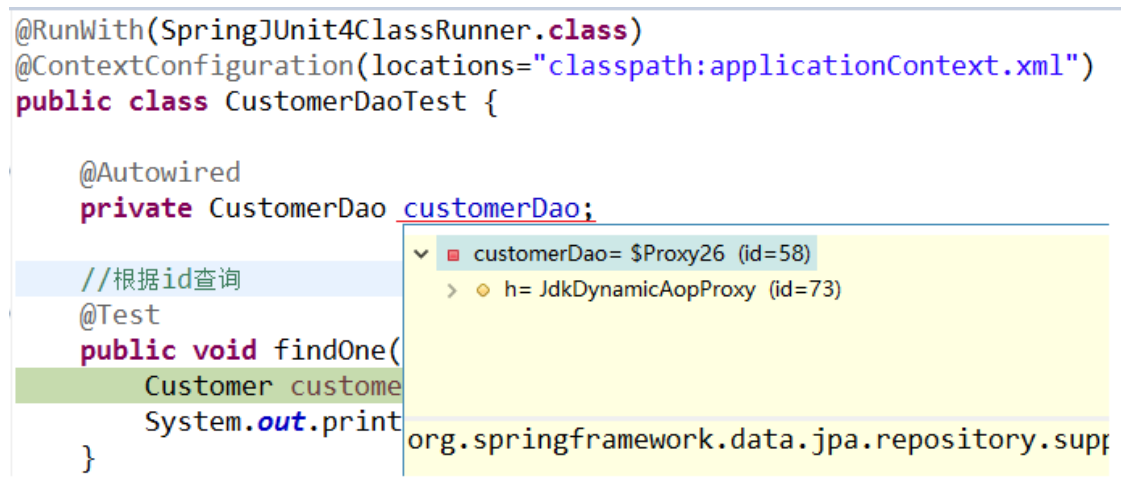 @RunWith(SpringJUnit4ClassRunner.class)
@ContextConfiguration(locations="classpath:applicationContext.xml")
public class CustomerDaoTest {
@Autowired
private CustomerDao customerDao;
customerDao= $Proxy26 (id=58)
h= JdkDynamicAopProxy (id=73)
//根据id查询
@Test
public void findOne(
Customer custome
System.out.print
}
org.springframework.data.jpa.repository.supp